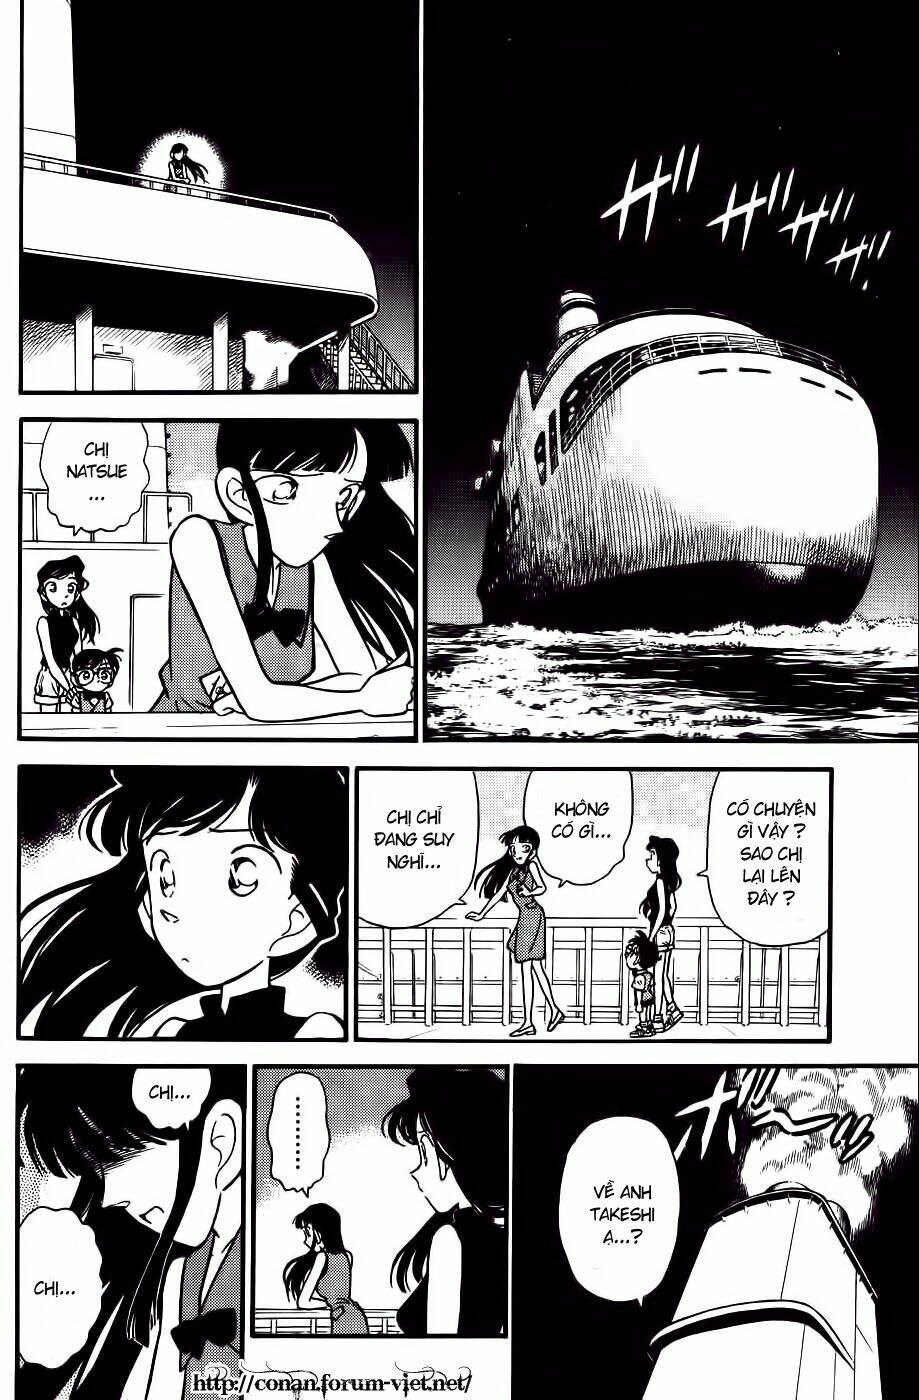 ザザザザ
CHỊ
NATSUE
...
CÓ CHUYỆN
GÌ VẬY ?
SAO CHỊ
LẠI LÊN
ĐÂY ?
KHÔNG
CÓ GÌ...
CHỊ CHỈ
ĐANG SUY
NGHĨ...
ボ〜〜ッ
VỀ ANH
TAKESHI
Ạ...?
........
CHỊ...
CHỊ...
http://conan.forum-viet.net/